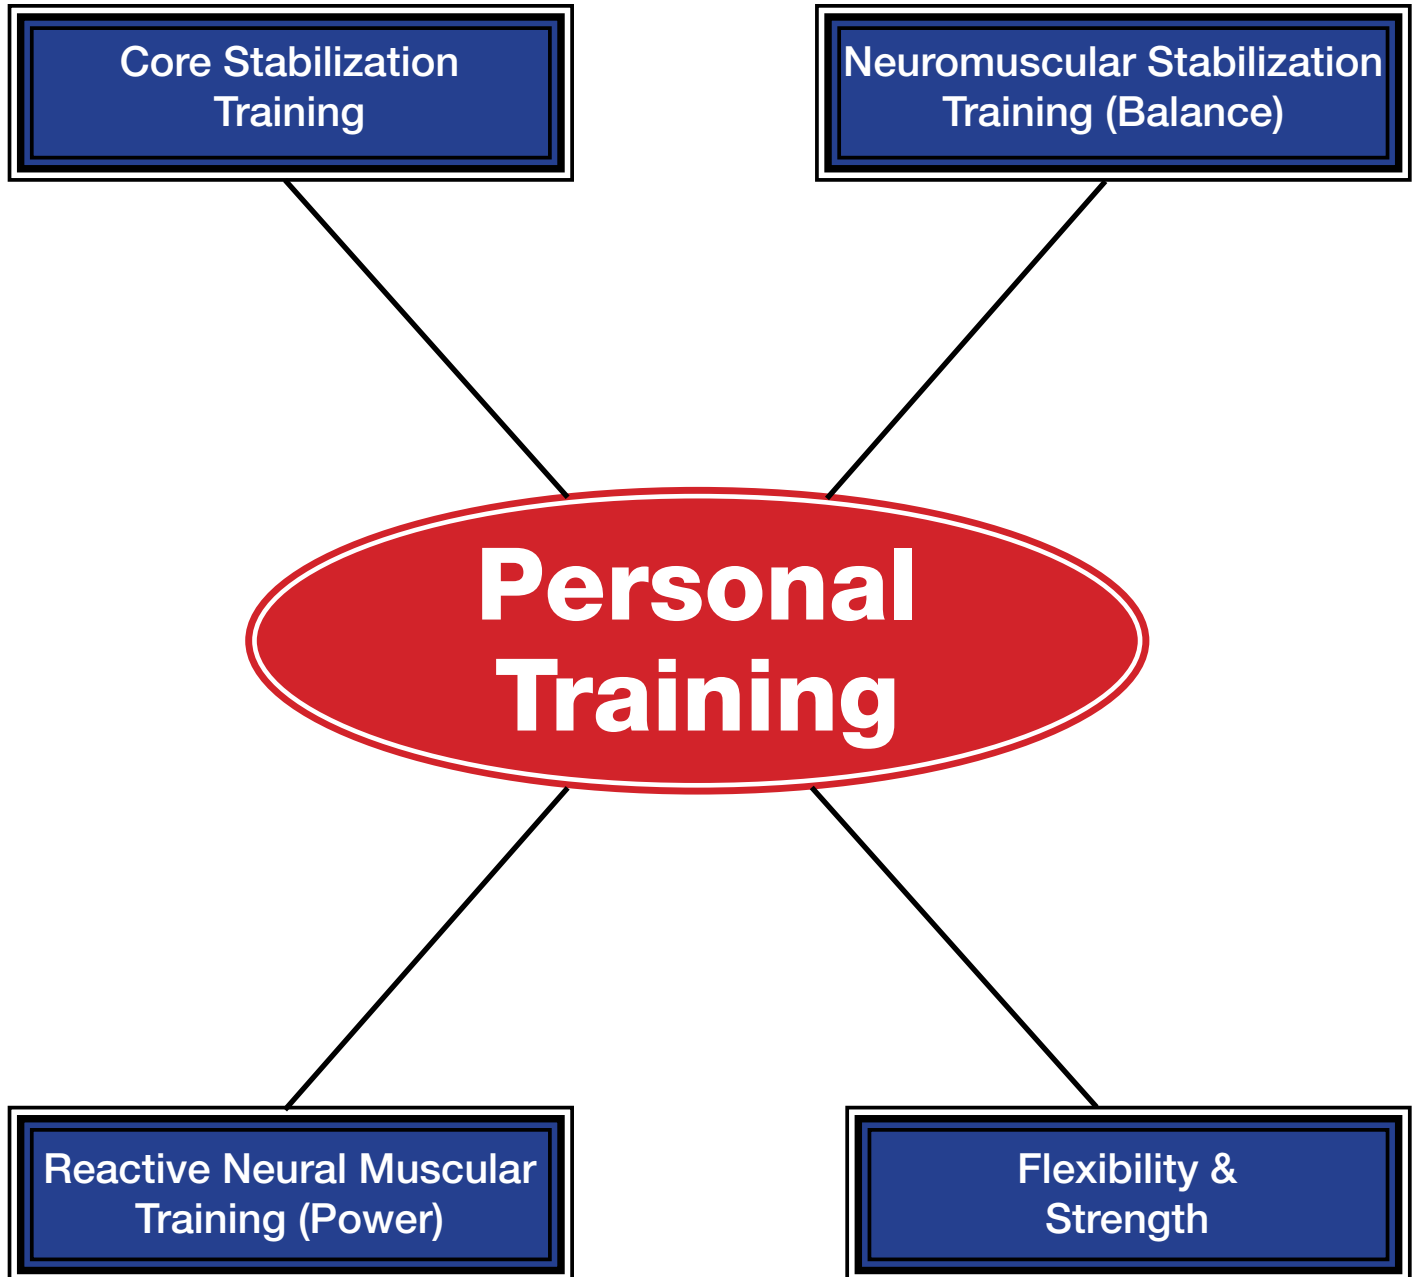 Core Stabilization
Training
Neuromuscular Stabilization
Training (Balance)
Personal
Training
Reactive Neural Muscular
Training (Power)
Flexibility &
Strength